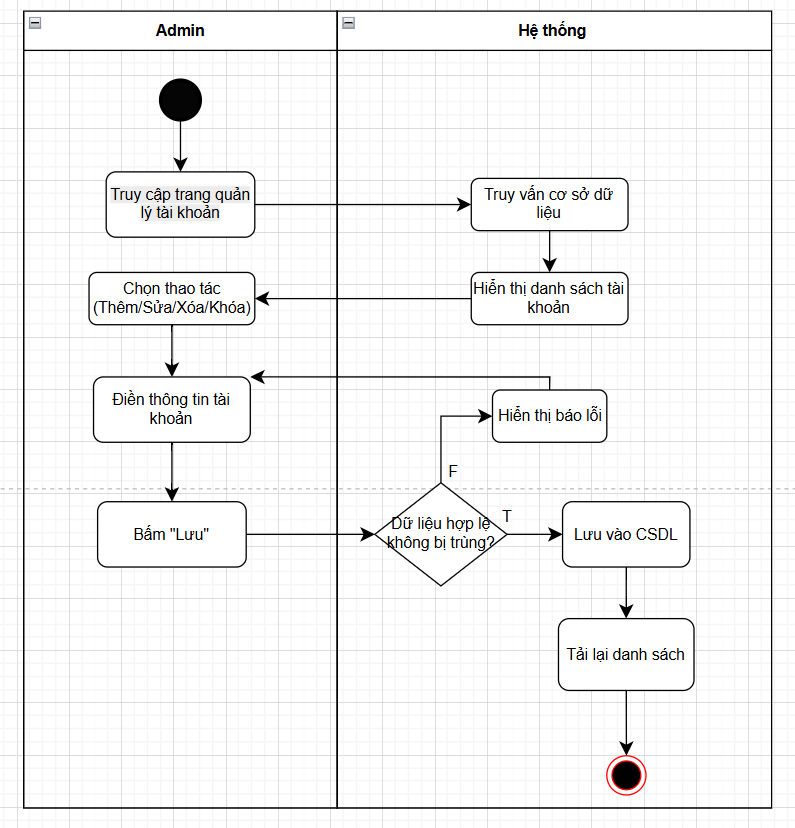 Admin
Hệ thống
Truy cập trang quản
lý tài khoản
Truy vấn cơ sở dữ
liệu
Chọn thao tác
(Thêm/Sửa/Xóa/Khóa)
Hiển thị danh sách tài
khoản
Điền thông tin tài
khoản
Hiển thị báo lỗi
F
Bấm "Lưu"
Dữ liệu hợp lệ
không bị trùng?
T
Lưu vào CSDL
Tải lại danh sách